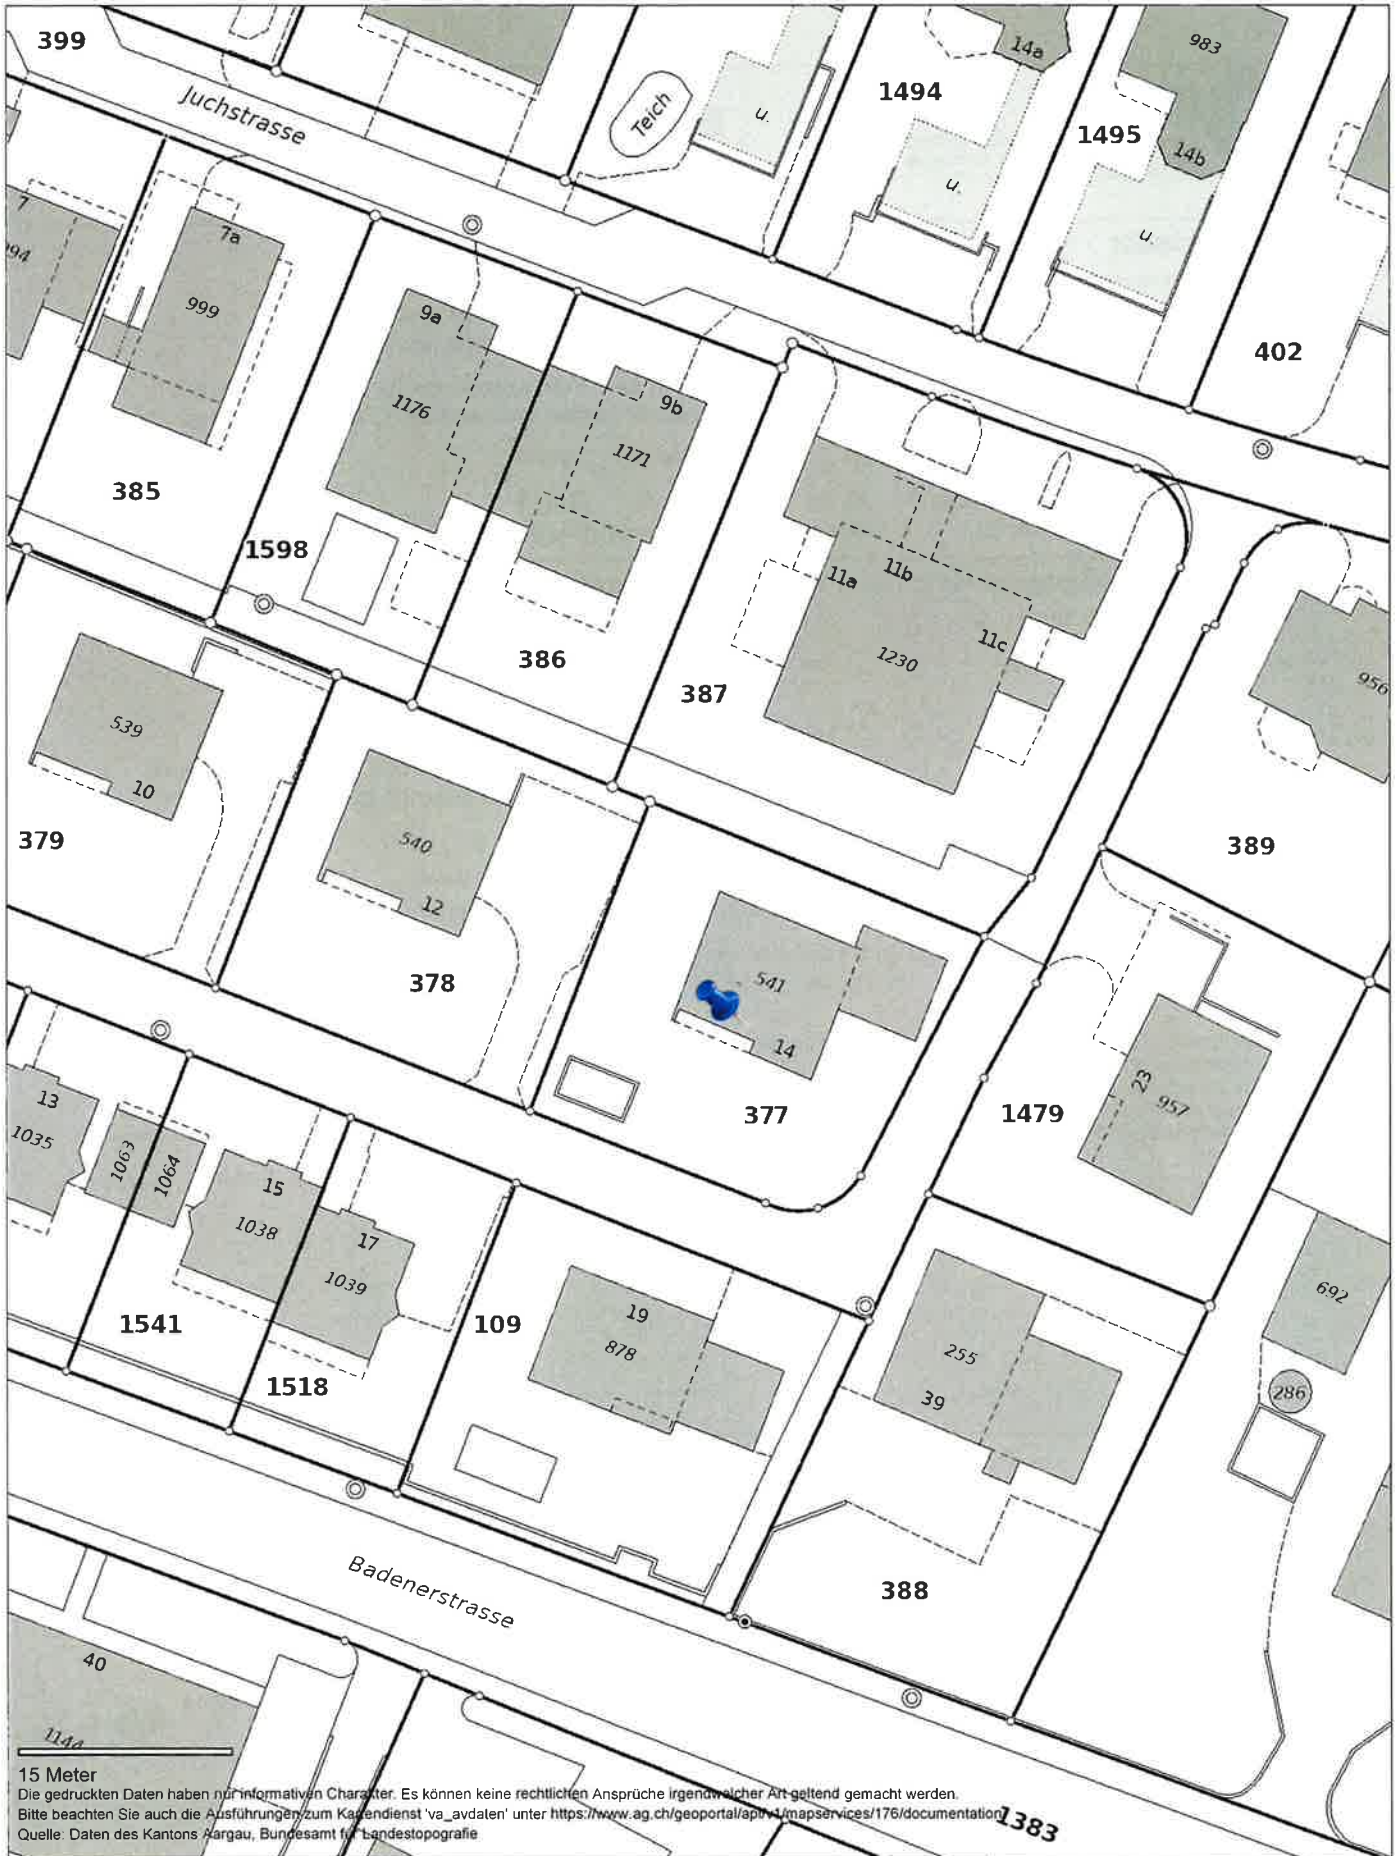 399
Juchstrasse
Teich
u.
1494
14a
u.
1495
983
14b
u.
402
7
994
7a
999
9a
1176
9b
1171
385
1598
386
387
11a
11b
11c
1230
956
389
539
10
379
540
12
378
541
14
377
1479
23
957
13
1035
1063
1064
15
1038
17
1039
1541
1518
109
19
878
255
39
692
286
388
Badenerstrasse
40
1144
15 Meter
Die gedruckten Daten haben nur informativen Charakter. Es können keine rechtlichen Ansprüche irgendwelcher Art geltend gemacht werden.
Bitte beachten Sie auch die Ausführungen zum Kartendienst 'va_avdaten' unter https://www.ag.ch/geoportal/api/v1/mapservices/176/documentation
Quelle: Daten des Kantons Aargau, Bundesamt für Landestopografie
1383